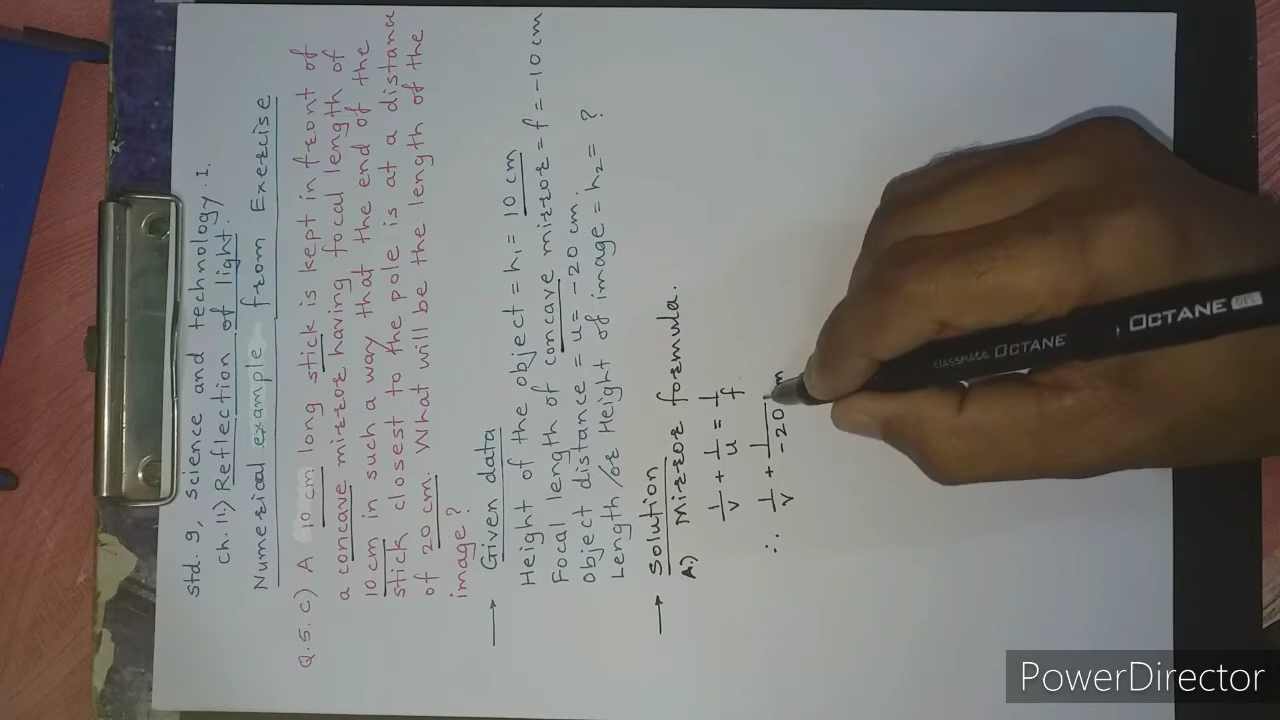 std. 9, science and technology. I.
ch. 11) Reflection of light.
Numerical example from Exercise
Q.5. C) A 10 cm long stick is kept in front of
a concave mirror having focal length of
10 cm in such a way that the end of the
stick closest to the pole is at a distance
of 20 cm. What will be the length of the
image?
→ Given data
Height of the object = h₁ = 10 cm
Focal length of concave mirror = f = -10 cm
Object distance = u = -20 cm.
Length /or Height of image = h₂ = ?
→ Solution
A.) Mirror formula.
1/v + 1/u = 1/f
∴ 1/v + 1/-20
classmate OCTANE
OCTANE GEL
PowerDirector